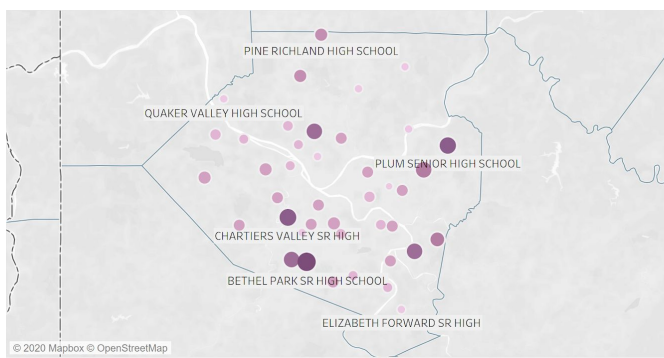 PINE RICHLAND HIGH SCHOOL
QUAKER VALLEY HIGH SCHOOL
PLUM SENIOR HIGH SCHOOL
CHARTIERS VALLEY SR HIGH
BETHEL PARK SR HIGH SCHOOL
ELIZABETH FORWARD SR HIGH
© 2020 Mapbox © OpenStreetMap